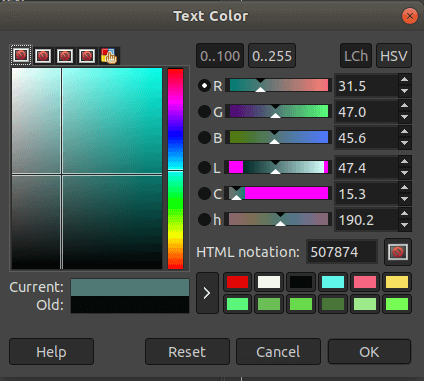 Text Color
0..100 0..255 LCh HSV
R 31.5
G 47.0
B 45.6
L 47.4
C 15.3
h 190.2
HTML notation: 507874
Current:
Old:
Help Reset Cancel OK